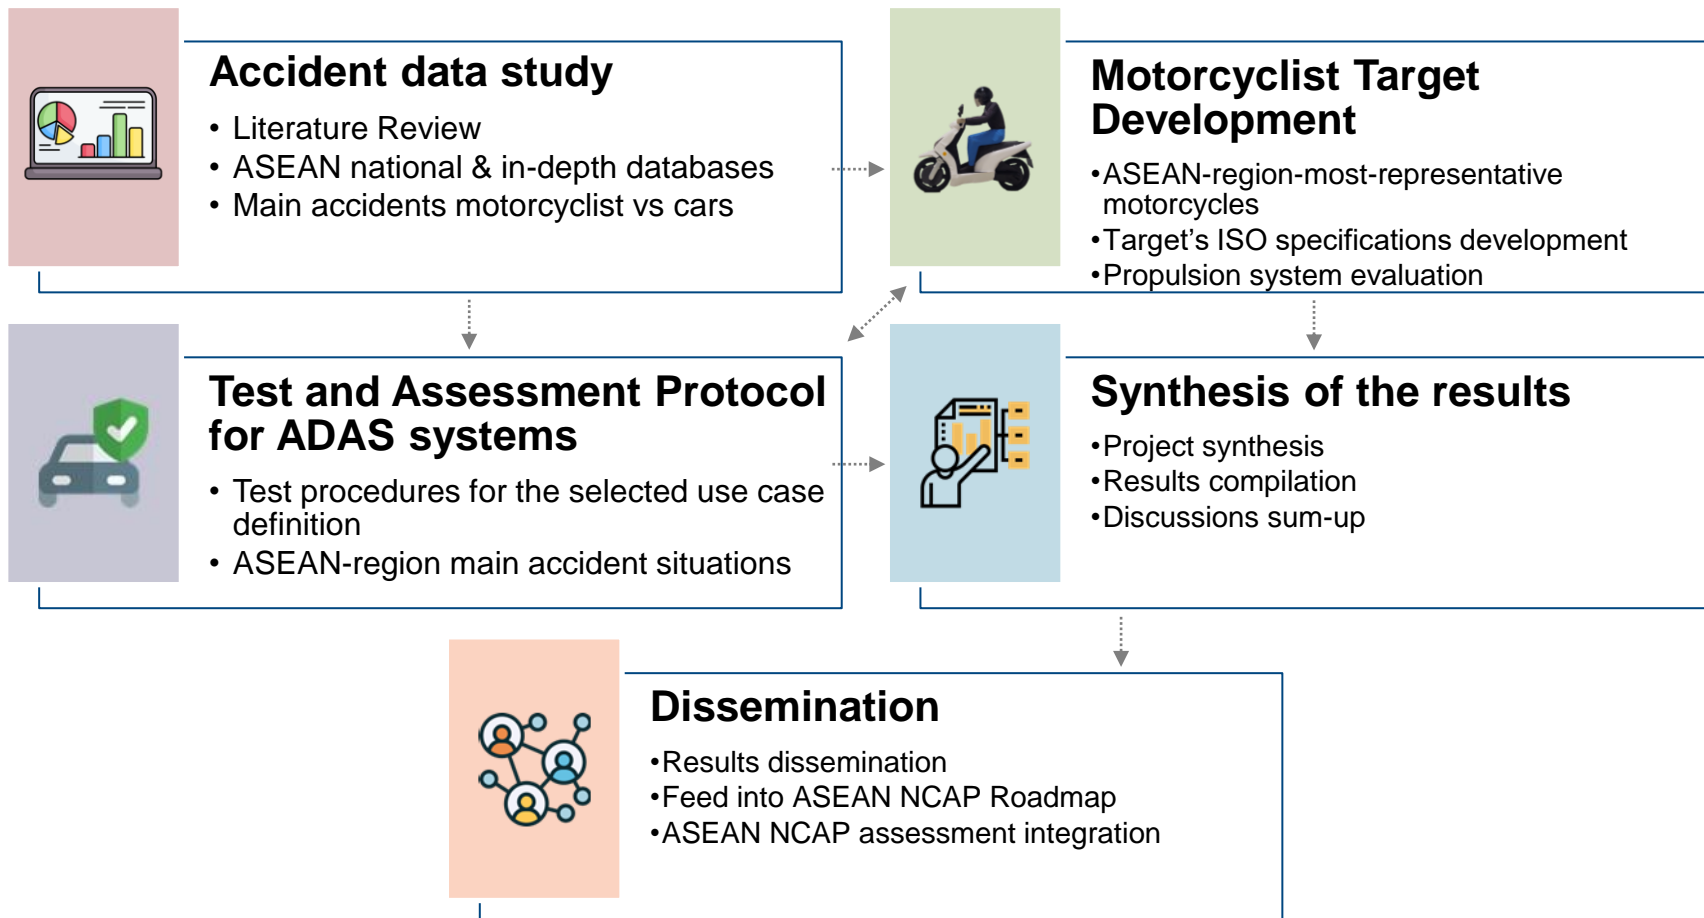 Accident data study
• Literature Review
• ASEAN national & in-depth databases
• Main accidents motorcyclist vs cars
Motorcyclist Target
Development
•ASEAN-region-most-representative
motorcycles
•Target’s ISO specifications development
•Propulsion system evaluation
Test and Assessment Protocol
for ADAS systems
• Test procedures for the selected use case
definition
• ASEAN-region main accident situations
Synthesis of the results
•Project synthesis
•Results compilation
•Discussions sum-up
Dissemination
•Results dissemination
•Feed into ASEAN NCAP Roadmap
•ASEAN NCAP assessment integration